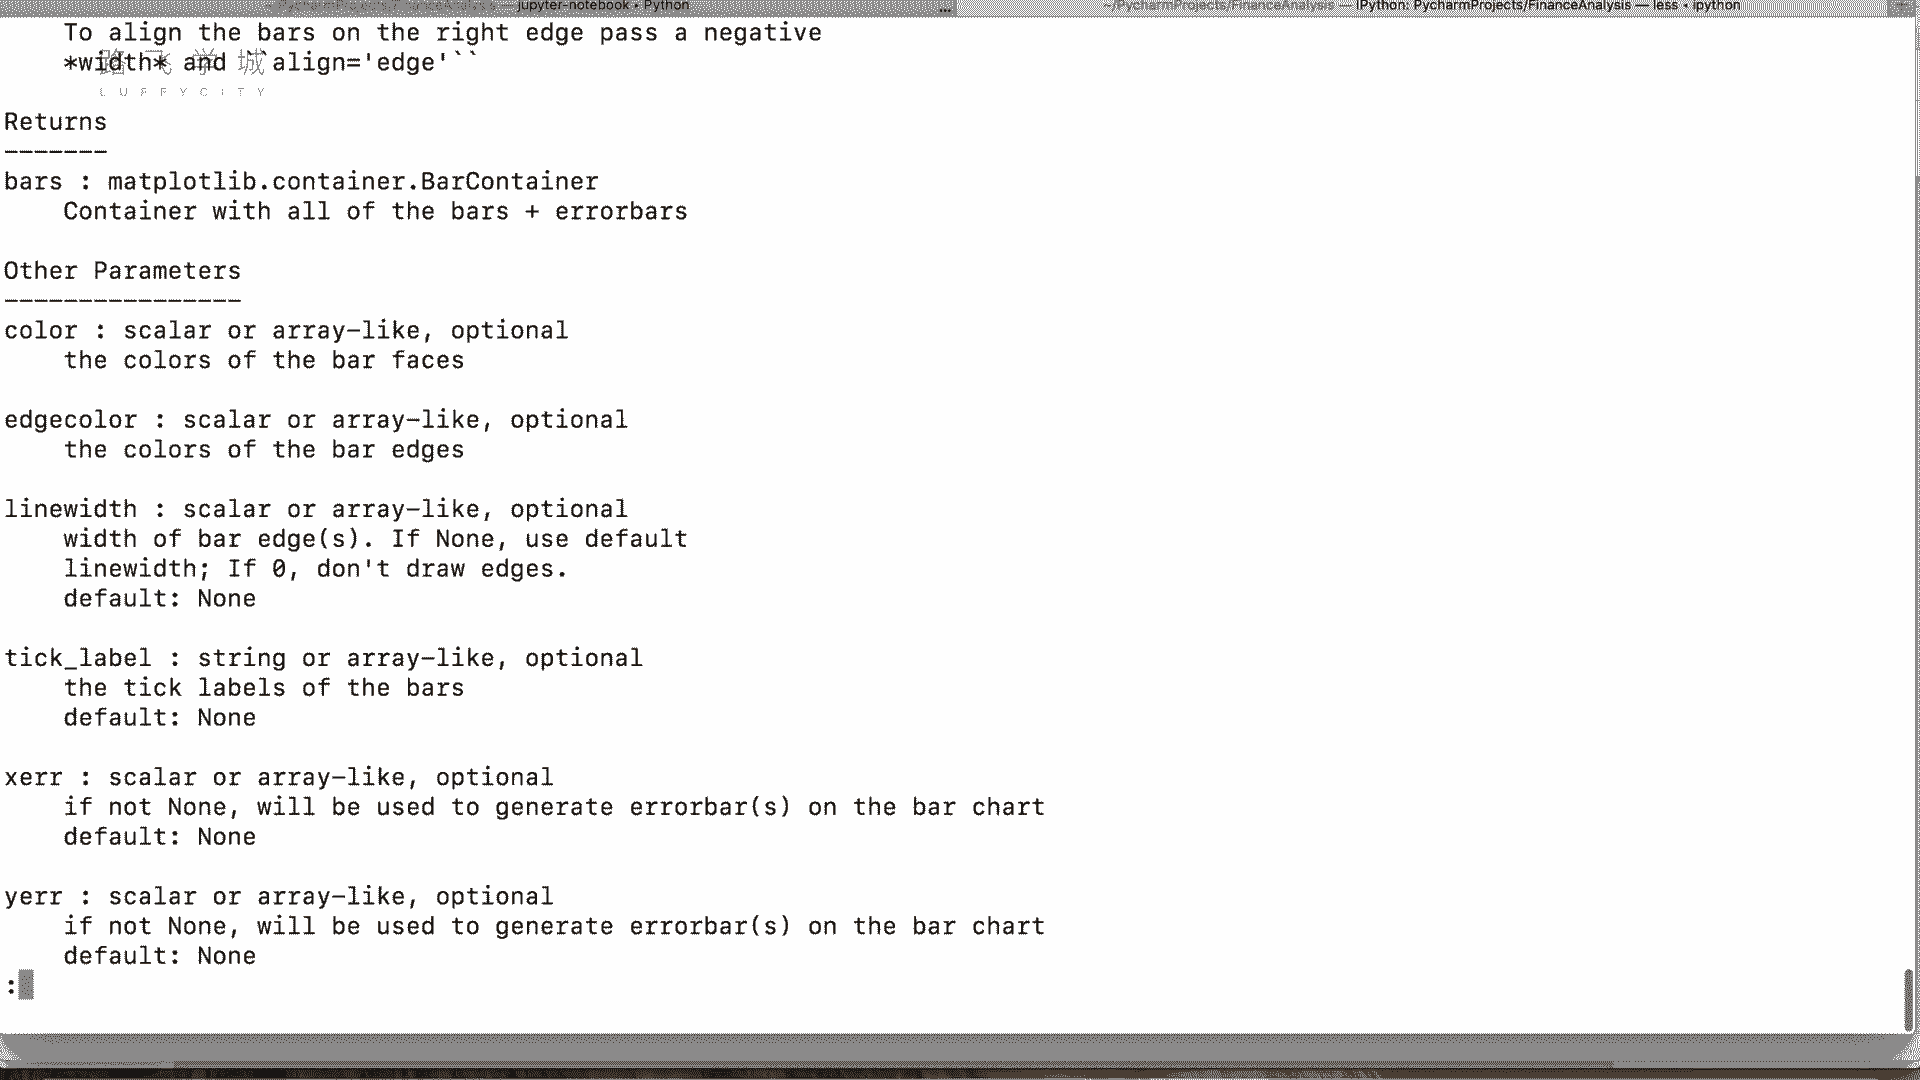 ~/PycharmProjects/FinanceAnalysis — jupyter-notebook • Python
... ~/PycharmProjects/FinanceAnalysis — IPython: PycharmProjects/FinanceAnalysis — less • ipython
To align the bars on the right edge pass a negative
*width* and ``align='edge'``
路飞学城
LUFFYCITY
Returns
-------
bars : matplotlib.container.BarContainer
Container with all of the bars + errorbars
Other Parameters
----------------
color : scalar or array-like, optional
the colors of the bar faces
edgecolor : scalar or array-like, optional
the colors of the bar edges
linewidth : scalar or array-like, optional
width of bar edge(s). If None, use default
linewidth; If 0, don't draw edges.
default: None
tick_label : string or array-like, optional
the tick labels of the bars
default: None
xerr : scalar or array-like, optional
if not None, will be used to generate errorbar(s) on the bar chart
default: None
yerr : scalar or array-like, optional
if not None, will be used to generate errorbar(s) on the bar chart
default: None
: